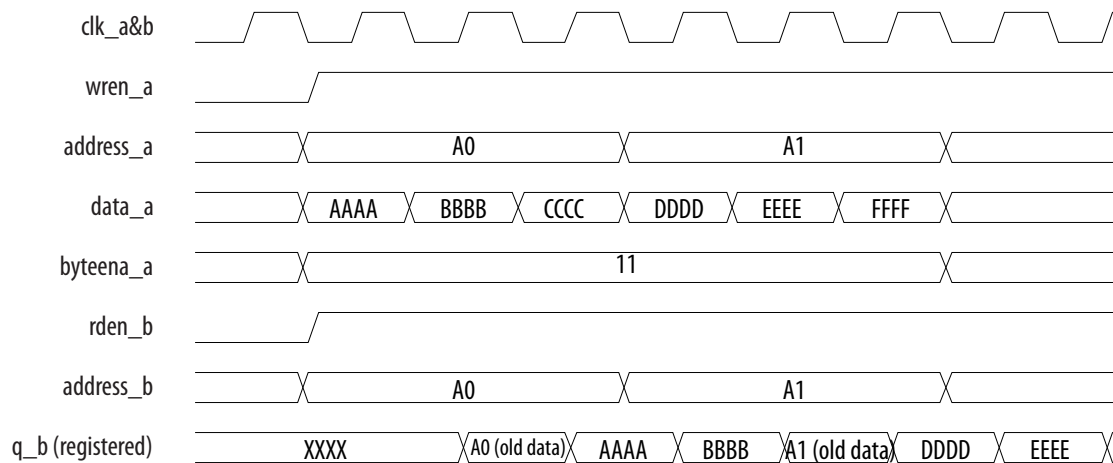 clk_a&b
wren_a
address_a A0 A1
data_a AAAA BBBB CCCC DDDD EEEE FFFF
byteena_a 11
rden_b
address_b A0 A1
q_b (registered) XXXX A0 (old data) AAAA BBBB A1 (old data) DDDD EEEE